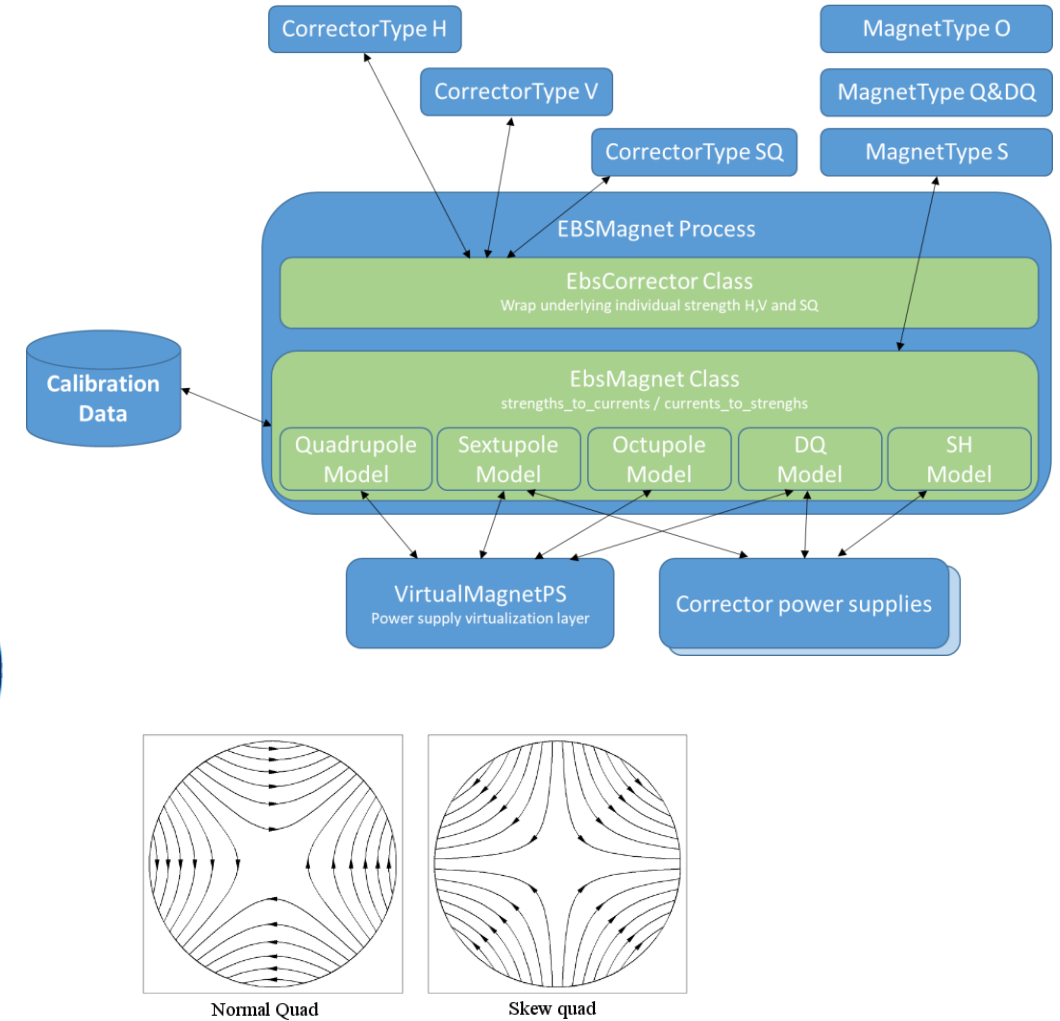 CorrectorType H
MagnetType O
CorrectorType V
MagnetType Q&DQ
CorrectorType SQ
MagnetType S
EBSMagnet Process
EbsCorrector Class
Wrap underlying individual strength H,V and SQ
Calibration
Data
EbsMagnet Class
strengths_to_currents / currents_to_strenghs
Quadrupole
Model
Sextupole
Model
Octupole
Model
DQ
Model
SH
Model
VirtualMagnetPS
Power supply virtualization layer
Corrector power supplies
Normal Quad
Skew quad